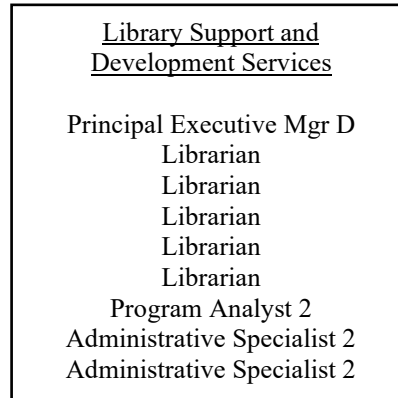 Library Support and
Development Services
Principal Executive Mgr D
Librarian
Librarian
Librarian
Librarian
Librarian
Program Analyst 2
Administrative Specialist 2
Administrative Specialist 2